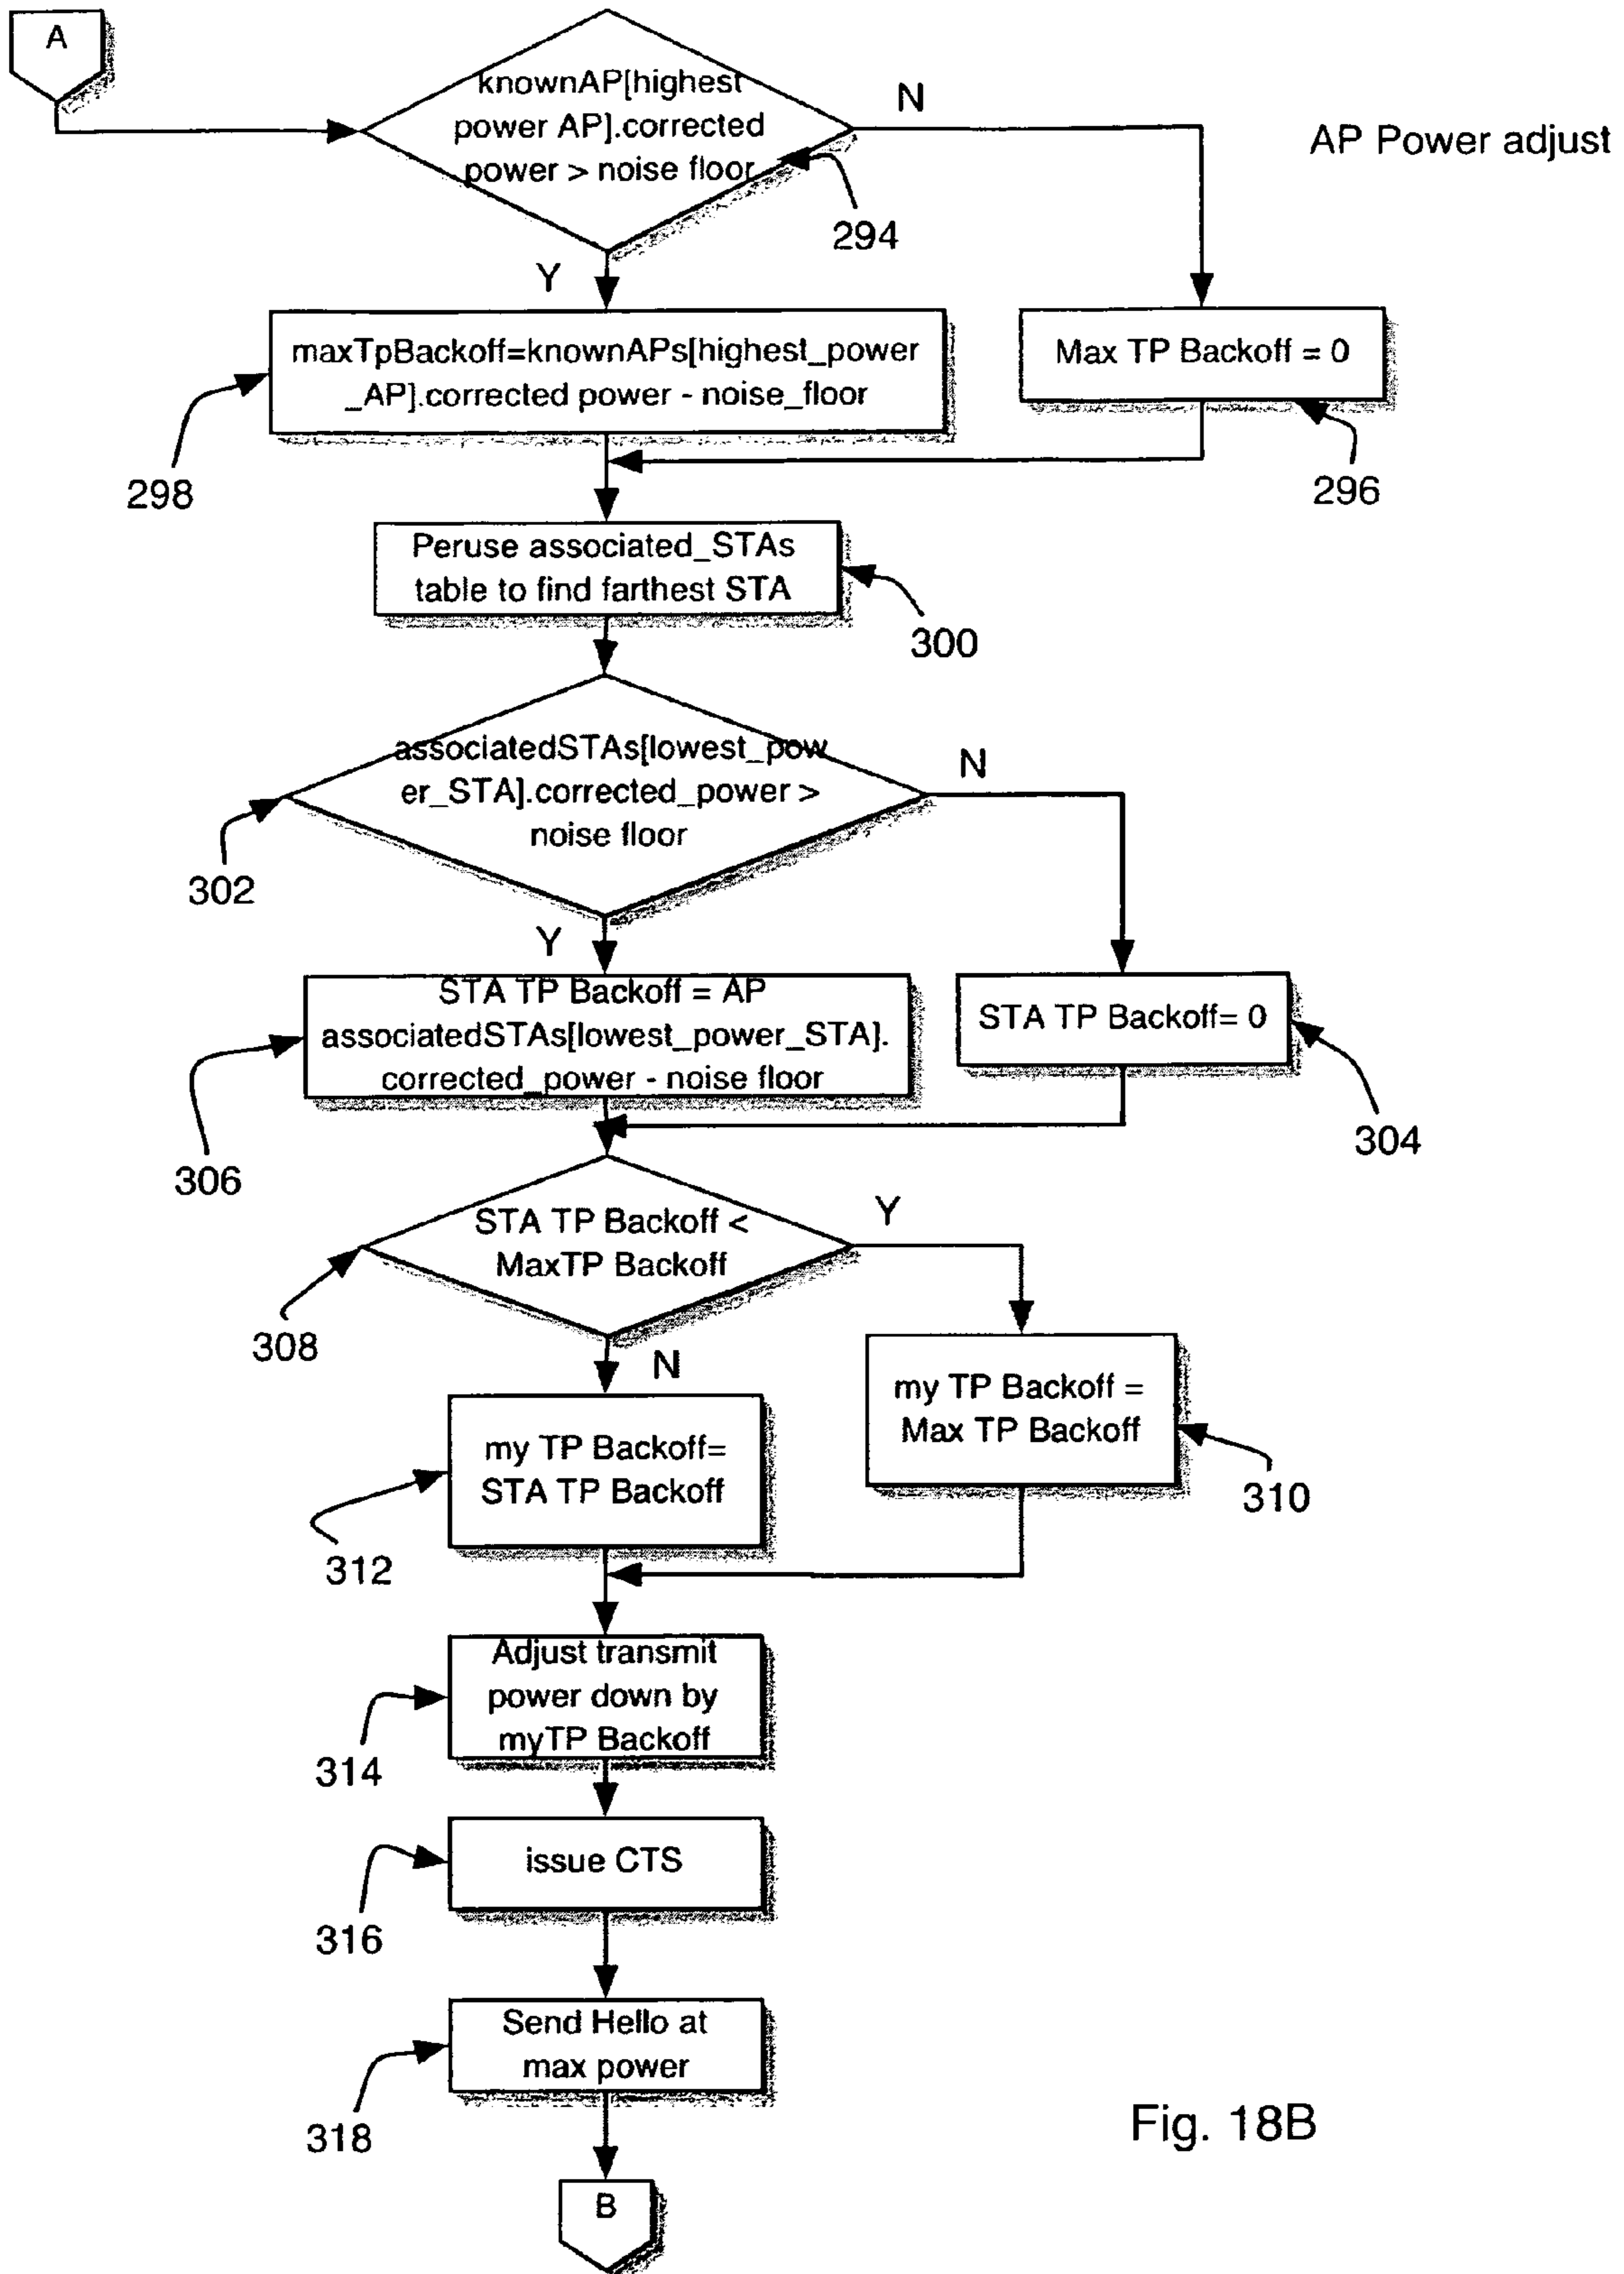 A
knownAP[highest
power AP].corrected
power > noise floor
N
AP Power adjust
294
Y
maxTpBackoff=knownAPs[highest_power
_AP].corrected power - noise_floor
Max TP Backoff = 0
298
296
Peruse associated_STAs
table to find farthest STA
300
associatedSTAs[lowest_pow
er_STA].corrected_power >
noise floor
N
302
Y
STA TP Backoff = AP
associatedSTAs[lowest_power_STA].
corrected_power - noise floor
STA TP Backoff= 0
304
306
STA TP Backoff <
MaxTP Backoff
Y
308
N
my TP Backoff =
Max TP Backoff
my TP Backoff=
STA TP Backoff
310
312
Adjust transmit
power down by
myTP Backoff
314
issue CTS
316
Send Hello at
max power
318
Fig. 18B
B